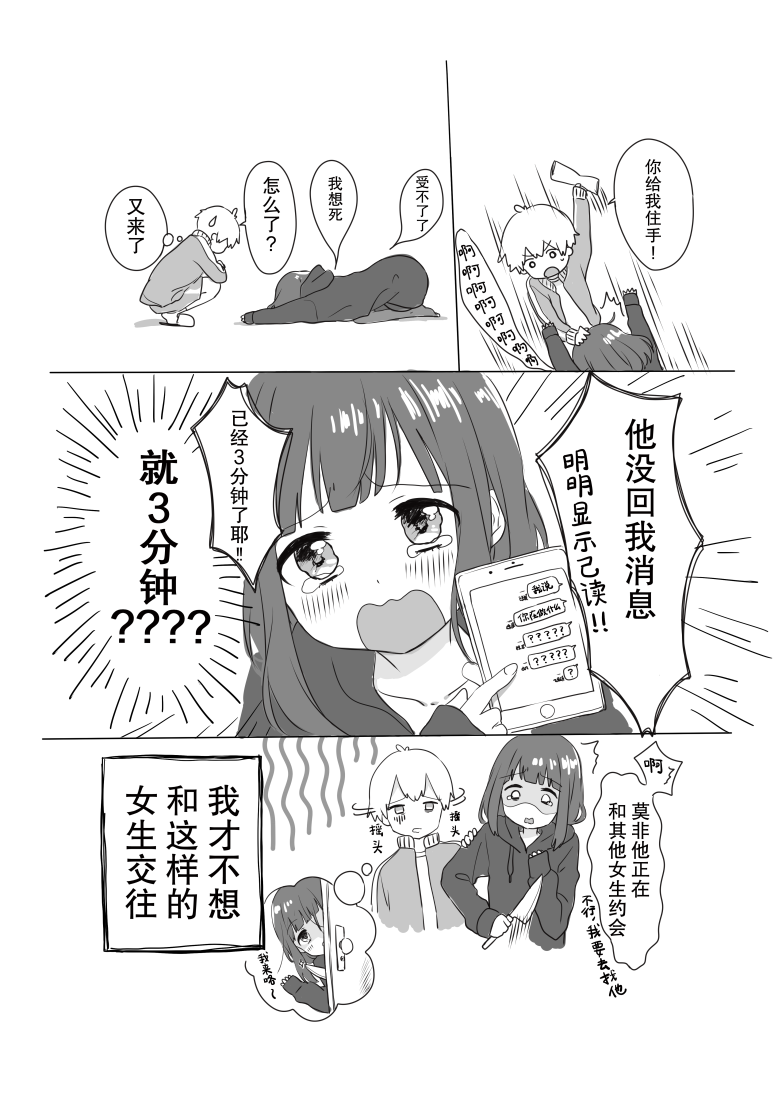 你给我住手！
啊啊啊啊啊啊啊啊
受不了了
我想死
怎么了？
又来了
他没回我消息
明明显示已读!!
我说
你在做什么
?????
?????
?
已经3分钟了耶!!
就3分钟
????
啊
莫非他正在
和其他女生约会
不行，我要去找他
摇头
摇头
我来咯~
我才不想
和这样的
女生交往